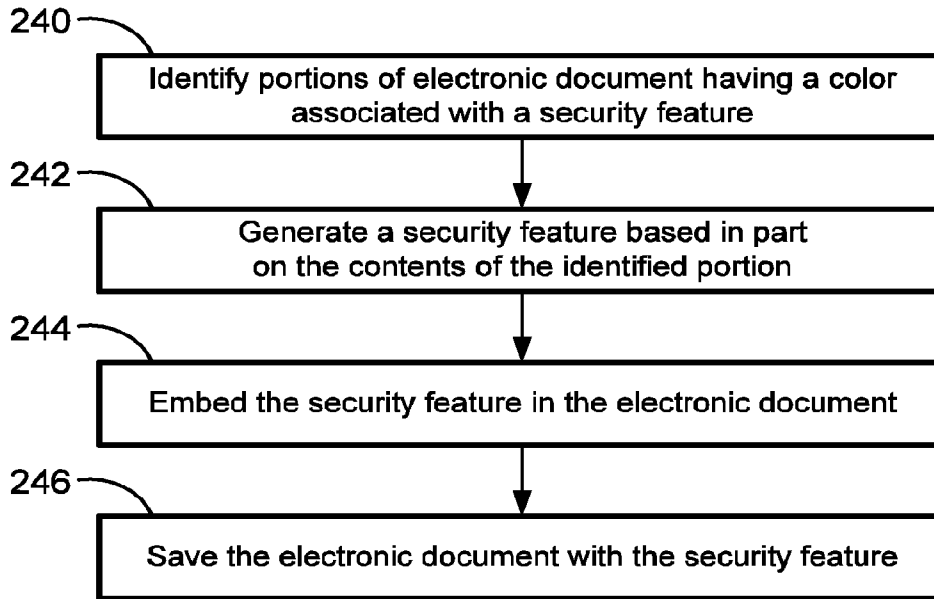 240
Identify portions of electronic document having a color
associated with a security feature
242
Generate a security feature based in part
on the contents of the identified portion
244
Embed the security feature in the electronic document
246
Save the electronic document with the security feature